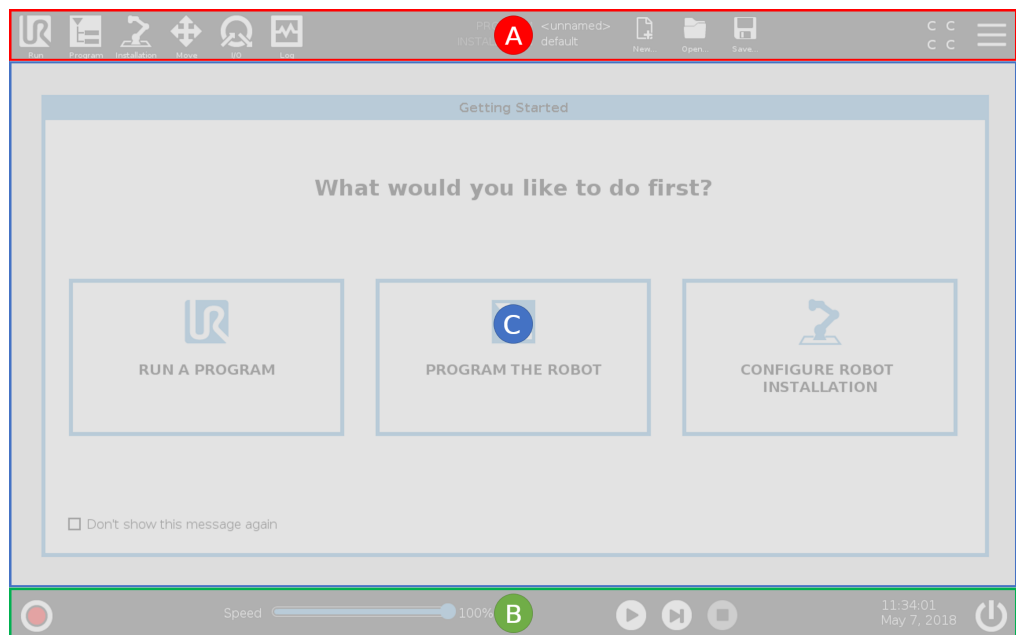 PR
<unnamed>
INSTAL
default
A
C C
C C
Run
Program
Installation
Move
I/O
Log
New...
Open...
Save...
Getting Started
What would you like to do first?
C
RUN A PROGRAM
PROGRAM THE ROBOT
CONFIGURE ROBOT
INSTALLATION
Don't show this message again
Speed
100%
B
11:34:01
May 7, 2018